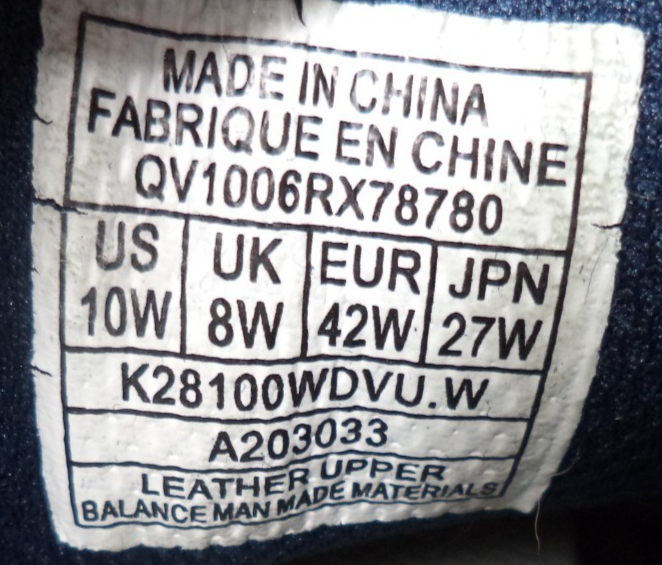 MADE IN CHINA
FABRIQUE EN CHINE
QV1006RX78780
US UK EUR JPN
10W 8W 42W 27W
K28100WDVU.W
A203033
LEATHER UPPER
BALANCE MAN MADE MATERIALS